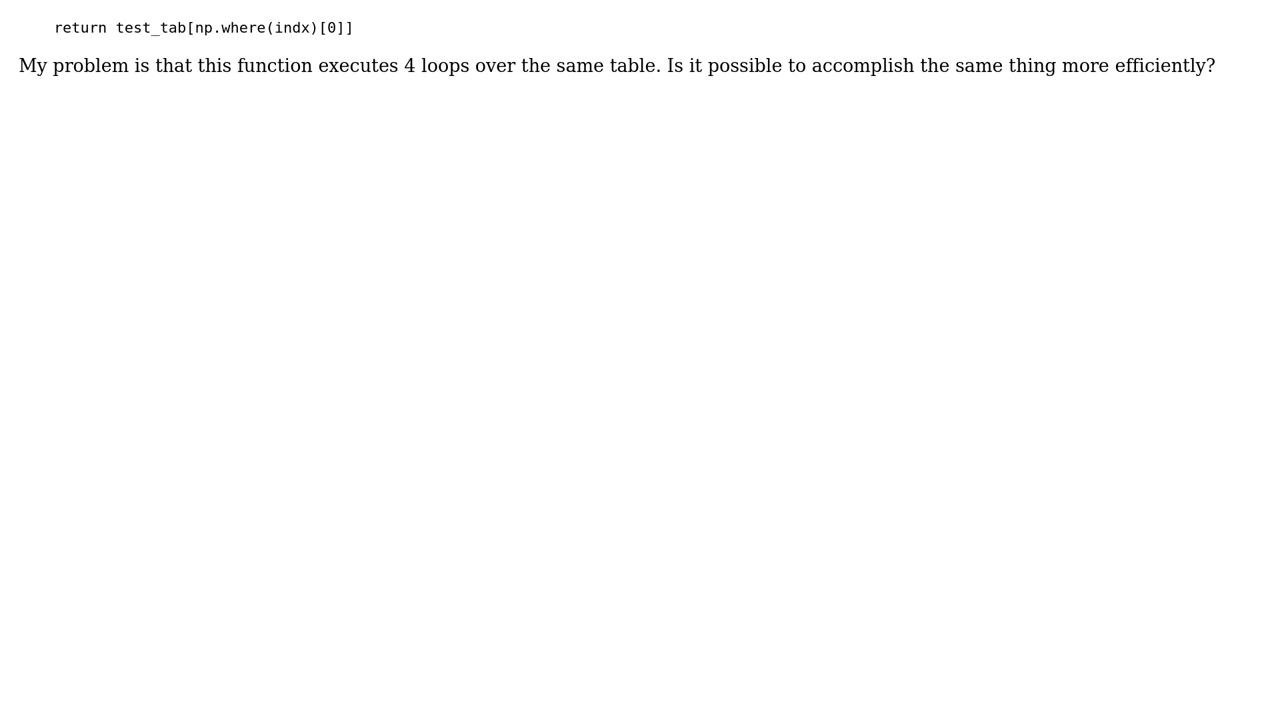 return test_tab[np.where(indx)[0]]
My problem is that this function executes 4 loops over the same table. Is it possible to accomplish the same thing more efficiently?